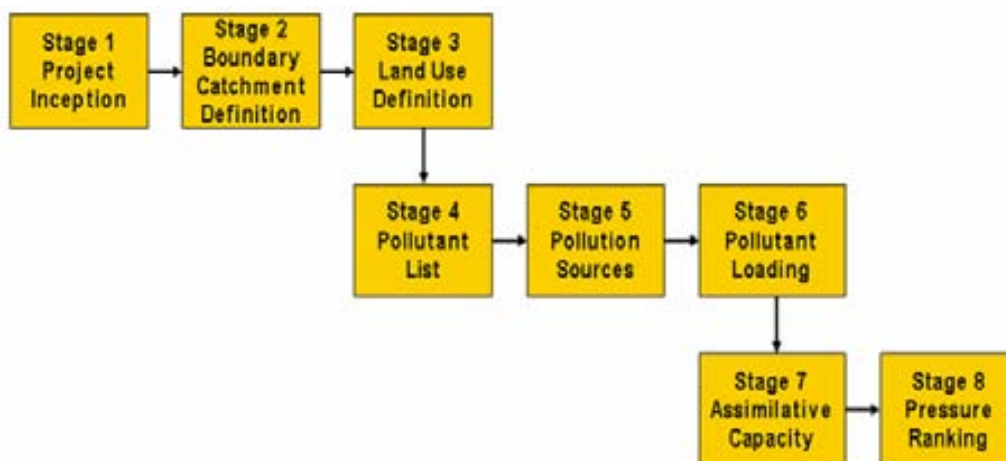 Stage 1
Project
Inception
Stage 2
Boundary
Catchment
Definition
Stage 3
Land Use
Definition
Stage 4
Pollutant
List
Stage 5
Pollution
Sources
Stage 6
Pollutant
Loading
Stage 7
Assimilative
Capacity
Stage 8
Pressure
Ranking